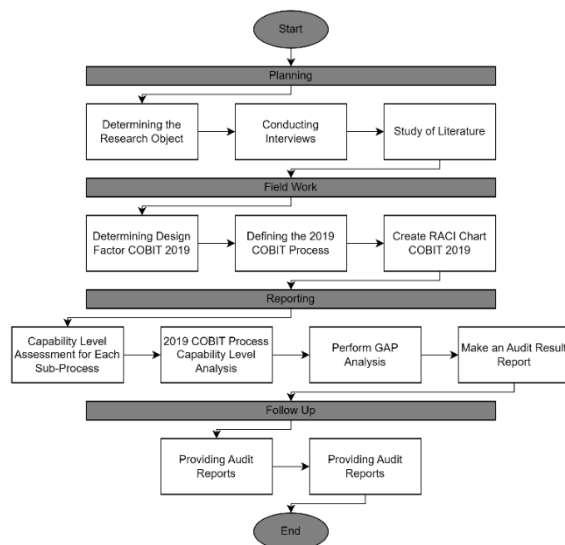 Start
Planning
Determining the
Research Object
Conducting
Interviews
Study of Literature
Field Work
Determining Design
Factor COBIT 2019
Defining the 2019
COBIT Process
Create RACI Chart
COBIT 2019
Reporting
Capability Level
Assessment for Each
Sub-Process
2019 COBIT Process
Capability Level
Analysis
Perform GAP
Analysis
Make an Audit Result
Report
Follow Up
Providing Audit
Reports
Providing Audit
Reports
End